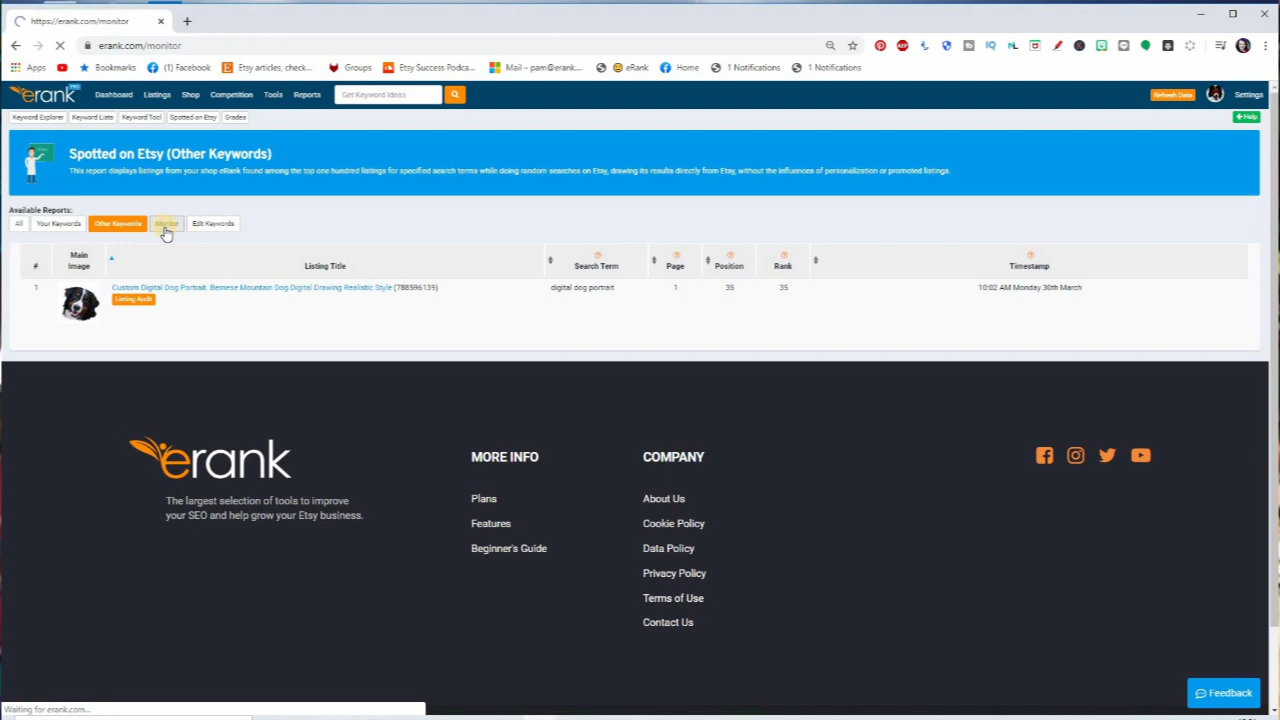 https://erank.com/monitor
erank.com/monitor
Apps
Bookmarks
(1) Facebook
Etsy articles, check...
Groups
Etsy Success Podca...
Mail – pam@erank....
eRank
Home
1 Notifications
1 Notifications
erank
Dashboard
Listings
Shop
Competition
Tools
Reports
Get Keyword Ideas
Refresh Data
Settings
Keyword Explorer
Keyword Lists
Keyword Tool
Spotted on Etsy
Grades
Help
Spotted on Etsy (Other Keywords)
This report displays listings from your shop eRank found among the top one hundred listings for specified search terms while doing random searches on Etsy, drawing its results directly from Etsy, without the influences of personalization or promoted listings.
Available Reports:
All
Your Keywords
Other Keywords
Monitor
Edit Keywords
#
Main Image
Listing Title
Search Term
Page
Position
Rank
Timestamp
1
Custom Digital Dog Portrait. Bernese Mountain Dog Digital Drawing Realistic Style (788596139)
digital dog portrait
1
35
35
10:02 AM Monday 30th March
Listing Audit
erank
The largest selection of tools to improve
your SEO and help grow your Etsy business.
MORE INFO
Plans
Features
Beginner's Guide
COMPANY
About Us
Cookie Policy
Data Policy
Privacy Policy
Terms of Use
Contact Us
Feedback
Waiting for erank.com...